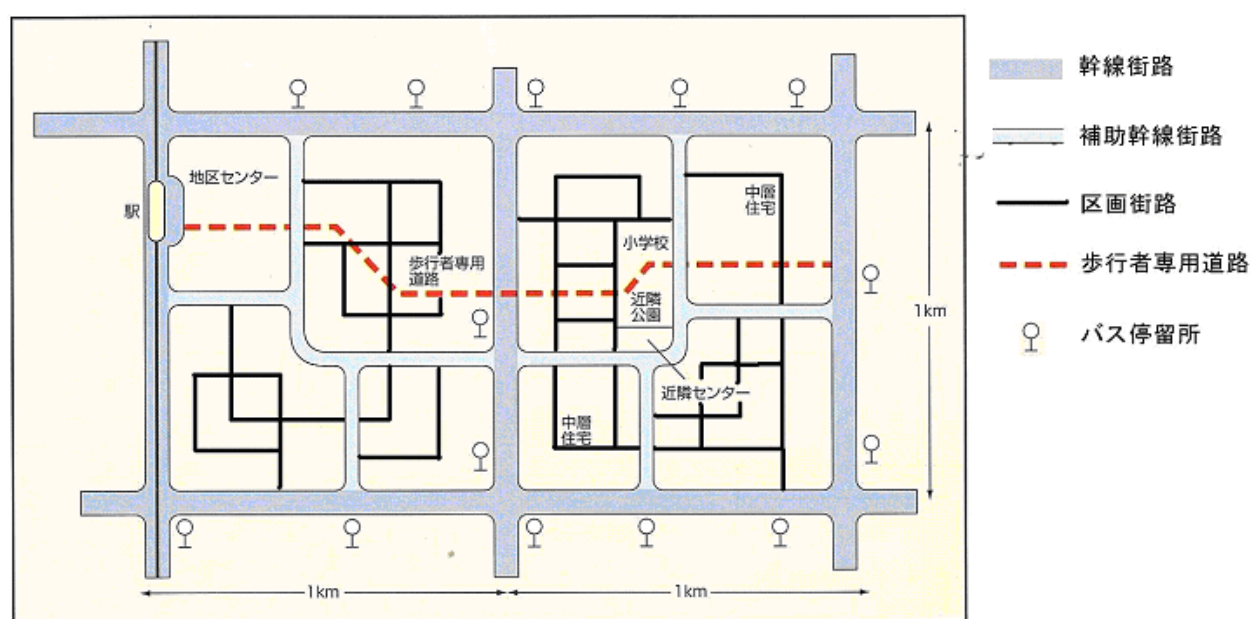 幹線街路
補助幹線街路
区画街路
歩行者専用道路
バス停留所
地区センター
駅
中層
住宅
小学校
歩行者専用
道路
近隣
公園
1km
近隣センター
中層
住宅
1km
1km